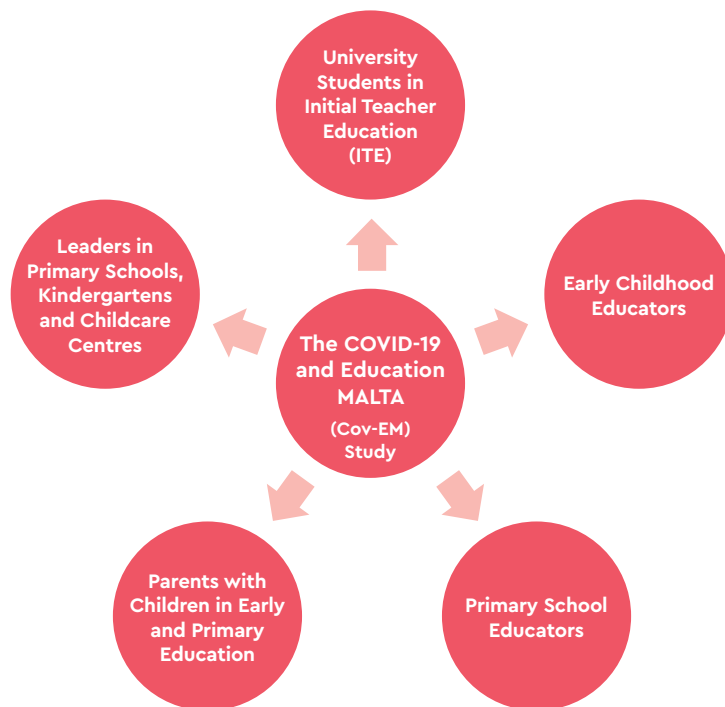 University
Students in
Initial Teacher
Education
(ITE)
Leaders in
Primary Schools,
Kindergartens
and Childcare
Centres
Early Childhood
Educators
The COVID-19
and Education
MALTA
(Cov-EM)
Study
Parents with
Children in Early
and Primary
Education
Primary School
Educators